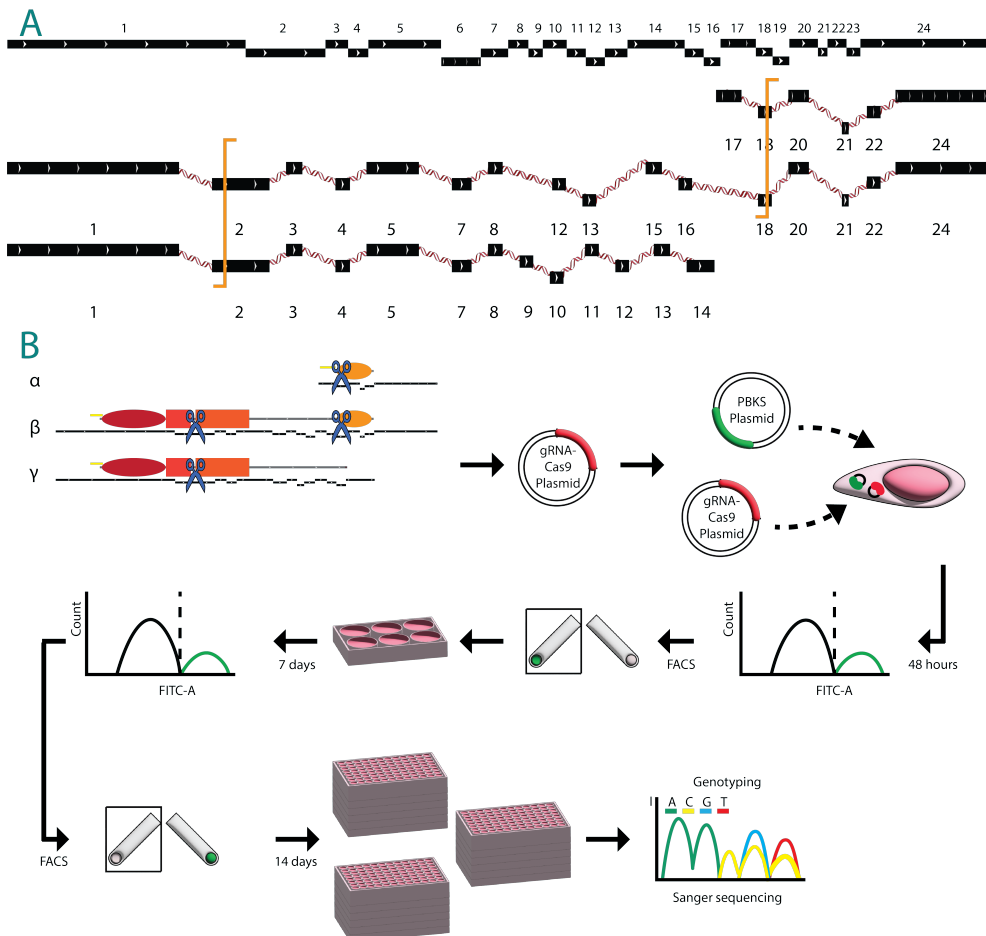 A
1 2 3 4 5 6 7 8 9 10 11 12 13 14 15 16 17 18 19 20 21 22 23 24
17 18 20 21 22 24
1 2 3 4 5 7 8 12 13 15 16 18 20 21 22 24
1 2 3 4 5 7 8 9 10 11 12 13 14
B
α
β
γ
gRNA-
Cas9
Plasmid
PBKS
Plasmid
gRNA-
Cas9
Plasmid
48 hours
Count
FITC-A
FACS
7 days
Count
FITC-A
FACS
14 days
Genotyping
I A C G T
Sanger sequencing